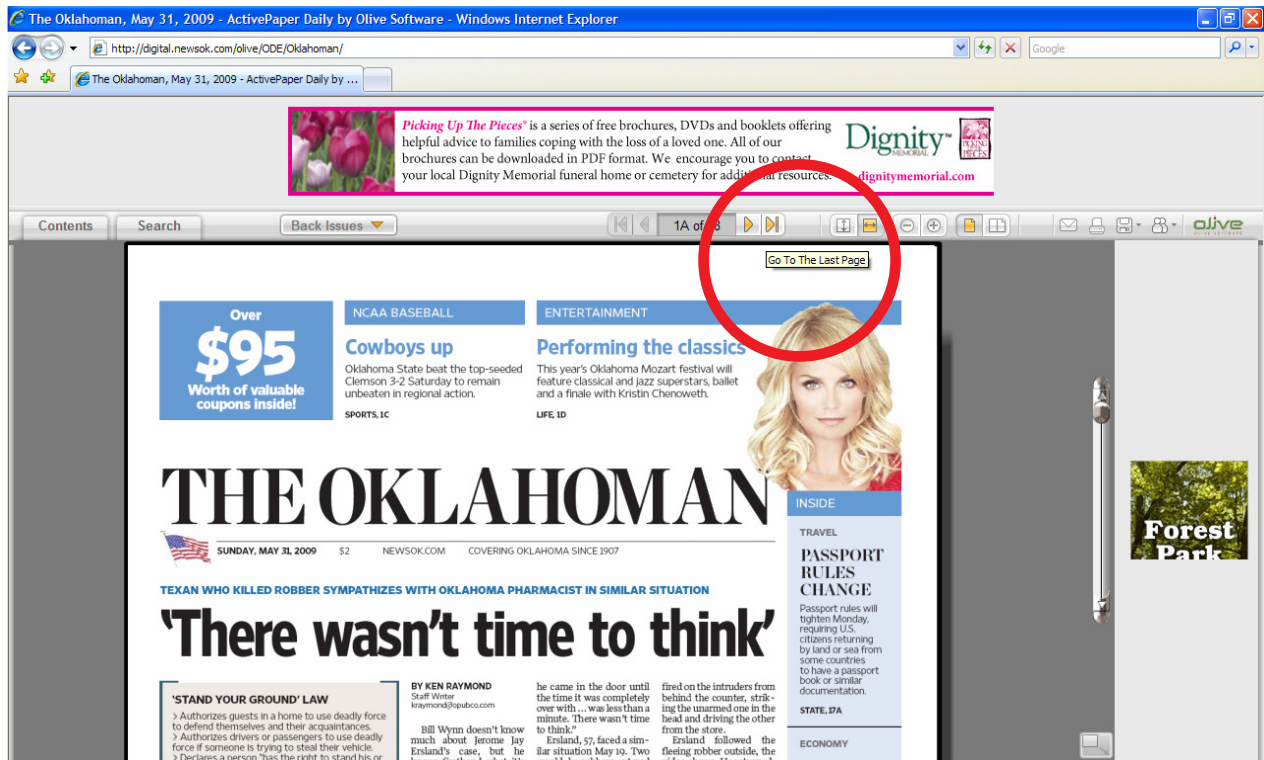 The Oklahoman, May 31, 2009 - ActivePaper Daily by Olive Software - Windows Internet Explorer
http://digital.newsok.com/olive/ODE/Oklahoman/
Google
The Oklahoman, May 31, 2009 - ActivePaper Daily by ...
Picking Up The Pieces® is a series of free brochures, DVDs and booklets offering
helpful advice to families coping with the loss of a loved one. All of our
brochures can be downloaded in PDF format. We encourage you to contact
your local Dignity Memorial funeral home or cemetery for additional resources.
Dignity™
MEMORIAL
PICKING UP THE PIECES
dignitymemorial.com
Contents
Search
Back Issues
1A of
olive
Go To The Last Page
Over
$95
Worth of valuable
coupons inside!
NCAA BASEBALL
Cowboys up
Oklahoma State beat the top-seeded
Clemson 3-2 Saturday to remain
unbeaten in regional action.
SPORTS, 1C
ENTERTAINMENT
Performing the classics
This year's Oklahoma Mozart festival will
feature classical and jazz superstars, ballet
and a finale with Kristin Chenoweth.
LIFE, 1D
THE OKLAHOMAN
SUNDAY, MAY 31, 2009 $2 NEWSOK.COM COVERING OKLAHOMA SINCE 1907
TEXAN WHO KILLED ROBBER SYMPATHIZES WITH OKLAHOMA PHARMACIST IN SIMILAR SITUATION
'There wasn't time to think'
'STAND YOUR GROUND' LAW
> Authorizes guests in a home to use deadly force
to defend themselves and their acquaintances.
> Authorizes drivers or passengers to use deadly
force if someone is trying to steal their vehicle.
> Declares a person "has the right to stand his or
BY KEN RAYMOND
Staff Writer
kraymond@opubco.com
Bill Wynn doesn't know
much about Jerome Jay
Ersland's case, but he
he came in the door until
the time it was completely
over with ... was less than a
minute. There wasn't time
to think."
Ersland, 57, faced a sim-
ilar situation May 19. Two
fired on the intruders from
behind the counter, strik-
ing the unarmed one in the
head and driving the other
from the store.
Ersland followed the
fleeing robber outside, the
INSIDE
TRAVEL
PASSPORT
RULES
CHANGE
Passport rules will
tighten Monday,
requiring U.S.
citizens returning
by land or sea from
some countries
to have a passport
book or similar
documentation.
STATE, 17A
ECONOMY
Forest
Park